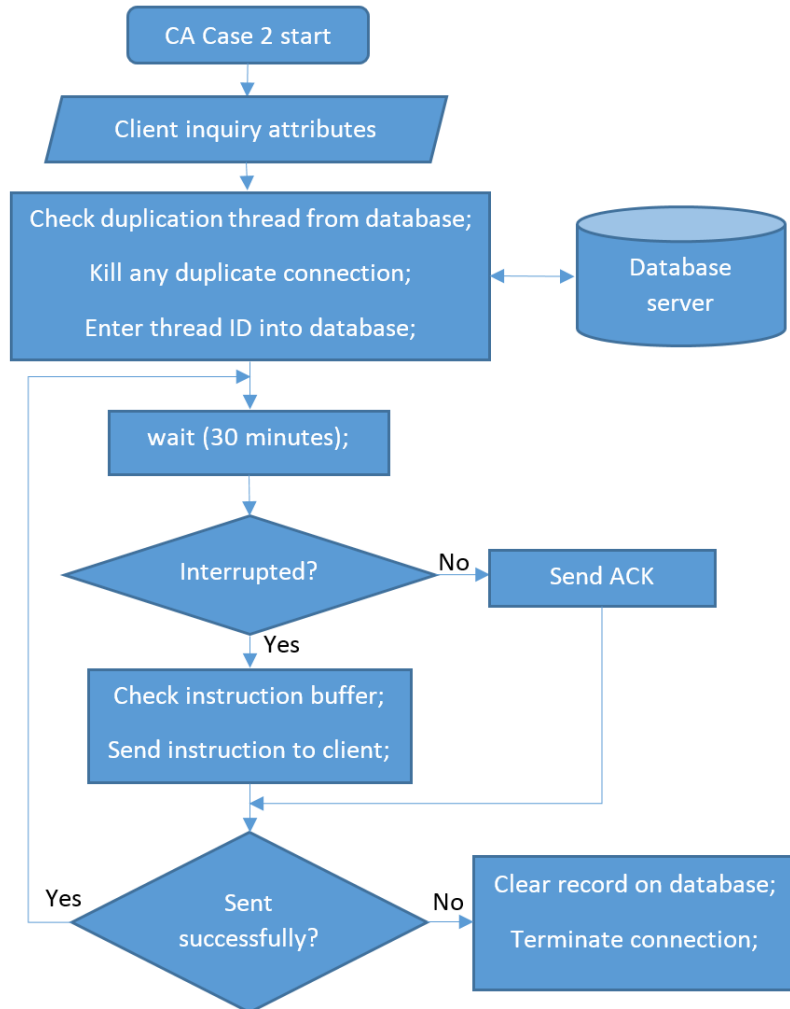 CA Case 2 start
Client inquiry attributes
Check duplication thread from database;
Kill any duplicate connection;
Enter thread ID into database;
Database
server
wait (30 minutes);
Interrupted?
No
Send ACK
Yes
Check instruction buffer;
Send instruction to client;
Yes
Sent
successfully?
No
Clear record on database;
Terminate connection;